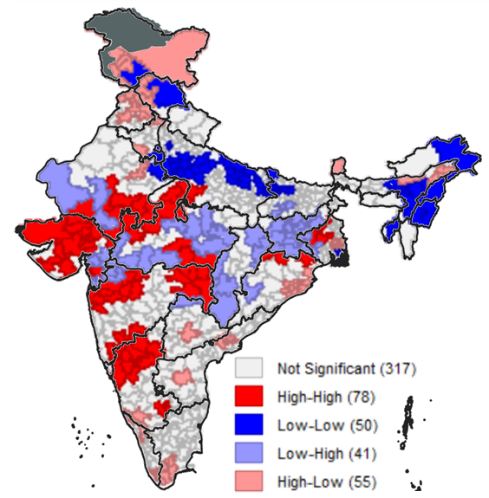 Not Significant (317)
High-High (78)
Low-Low (50)
Low-High (41)
High-Low (55)